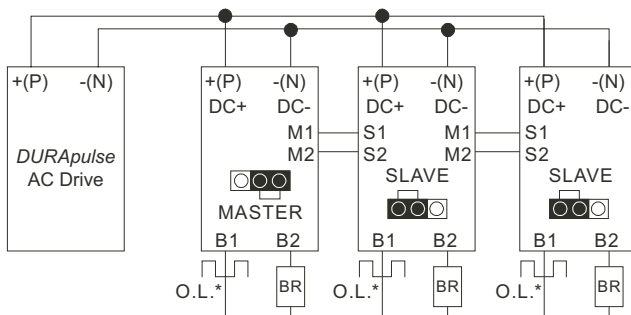 +(P) -(N) +(P) -(N) +(P) -(N) +(P) -(N)
DC+ DC- DC+ DC- DC+ DC-
M1 S1 M1 S1
M2 S2 M2 S2
DURApulse
AC Drive
SLAVE SLAVE
MASTER
B1 B2 B1 B2 B1 B2
O.L.* BR O.L.* BR O.L.* BR